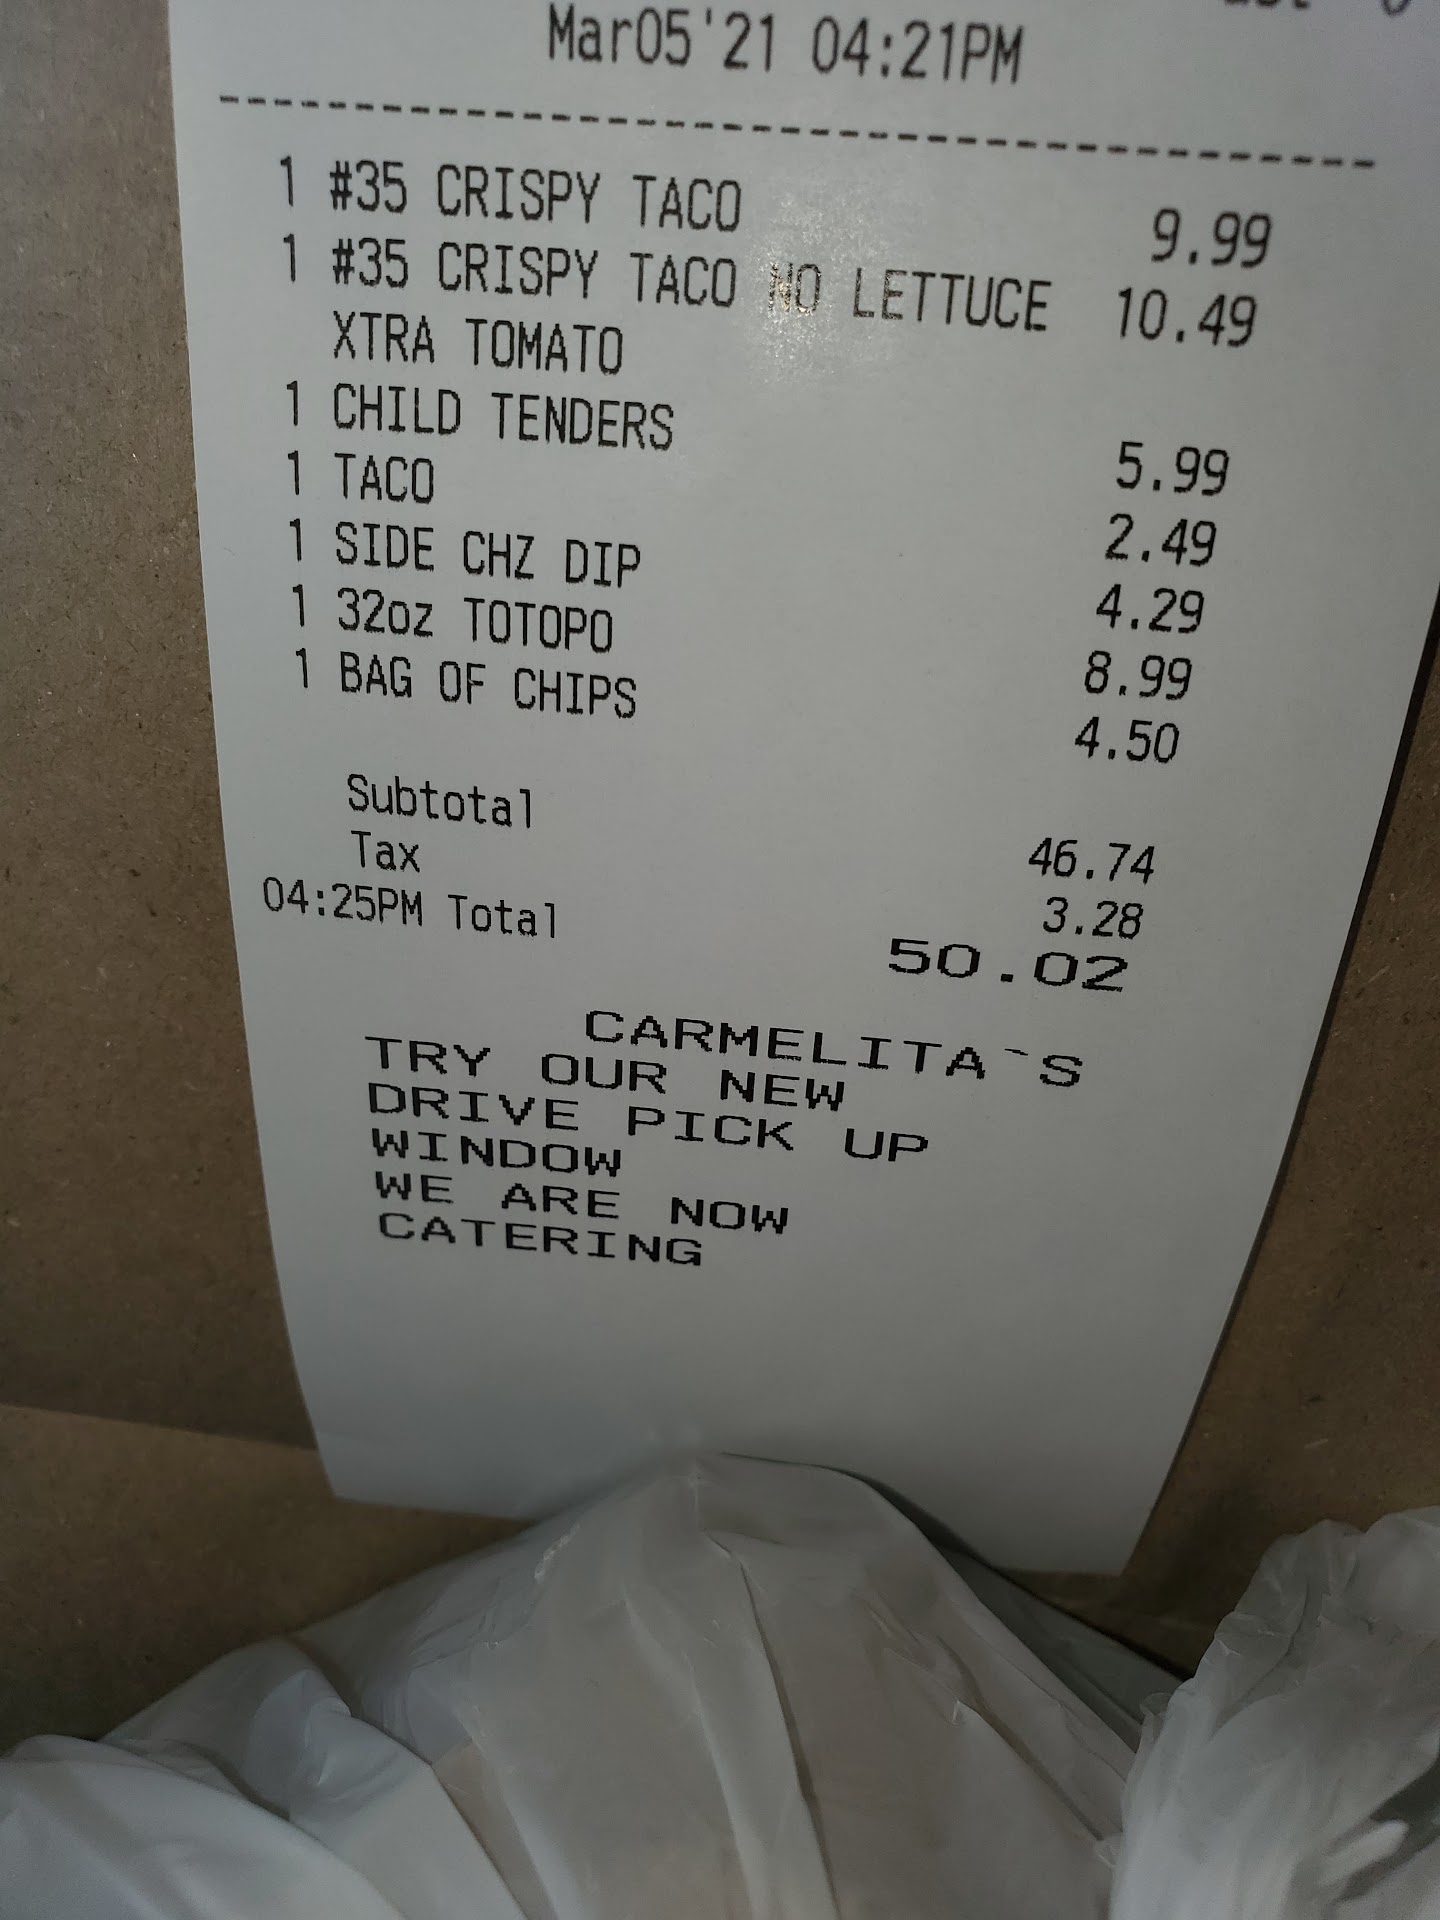 Mar05'21 04:21PM
1 #35 CRISPY TACO 9.99
1 #35 CRISPY TACO NO LETTUCE 10.49
XTRA TOMATO
1 CHILD TENDERS 5.99
1 TACO 2.49
1 SIDE CHZ DIP 4.29
1 32oz TOTOPO 8.99
1 BAG OF CHIPS 4.50
Subtotal 46.74
Tax 3.28
04:25PM Total 50.02
CARMELITA`S
TRY OUR NEW
DRIVE PICK UP
WINDOW
WE ARE NOW
CATERING